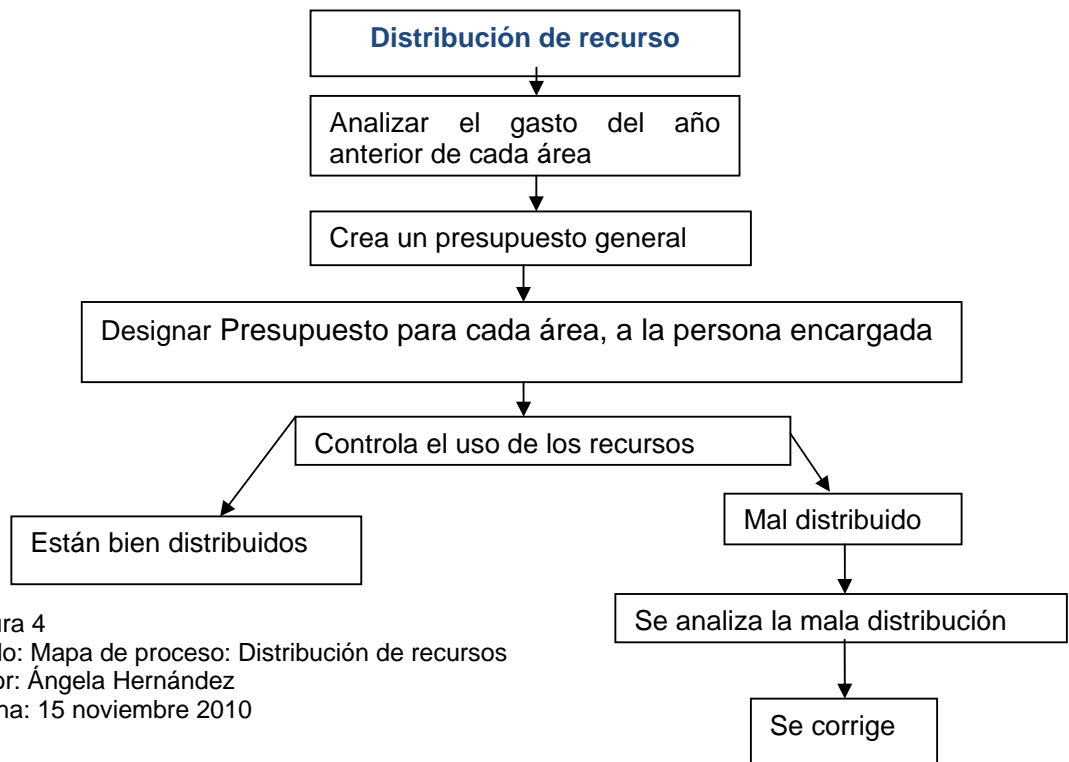 Distribución de recurso
Analizar el gasto del año
anterior de cada área
Crea un presupuesto general
Designar Presupuesto para cada área, a la persona encargada
Controla el uso de los recursos
Están bien distribuidos
Mal distribuido
Se analiza la mala distribución
Se corrige
ura 4
lo: Mapa de proceso: Distribución de recursos
or: Ángela Hernández
na: 15 noviembre 2010